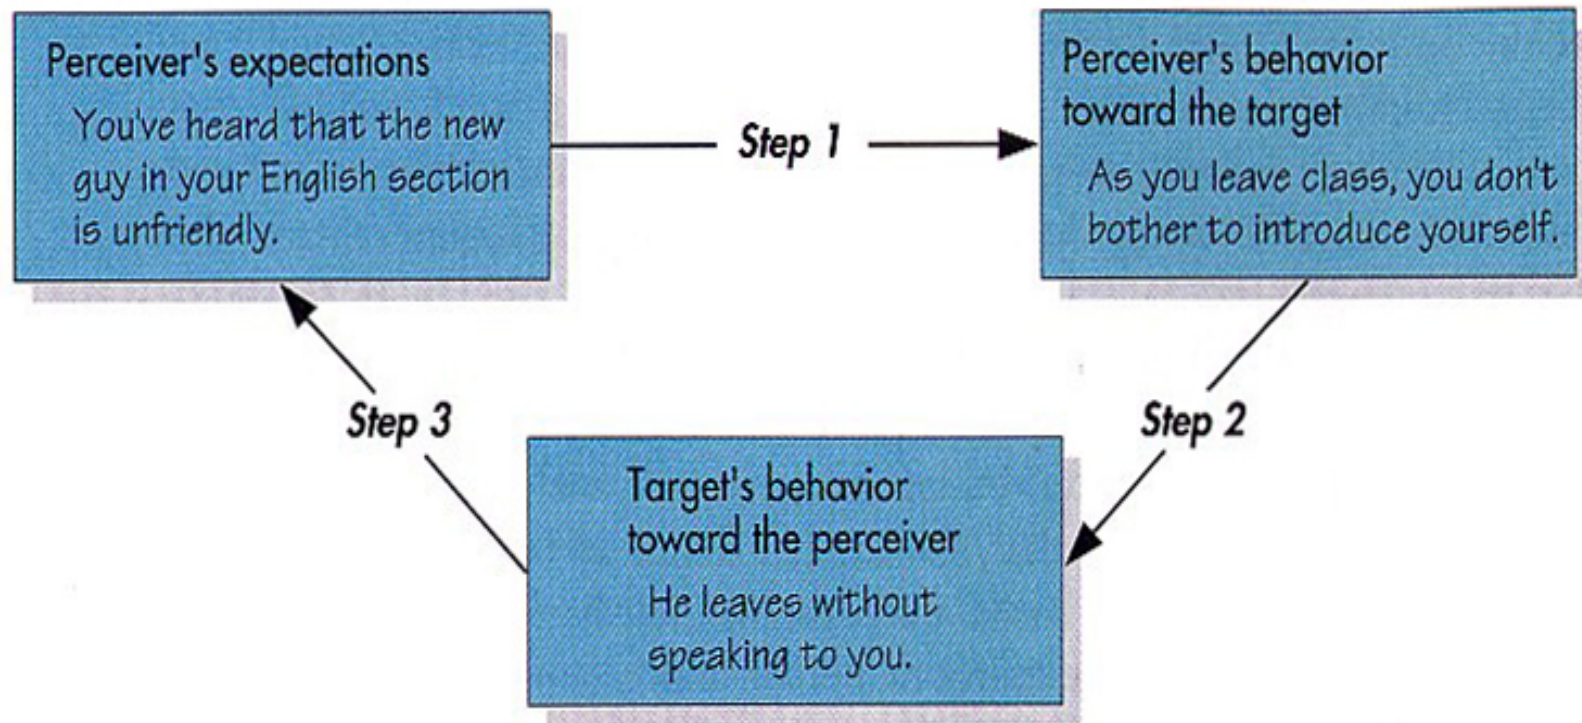 Perceiver's expectations
You've heard that the new
guy in your English section
is unfriendly.
Step 1
Perceiver's behavior
toward the target
As you leave class, you don't
bother to introduce yourself.
Step 2
Target's behavior
toward the perceiver
He leaves without
speaking to you.
Step 3